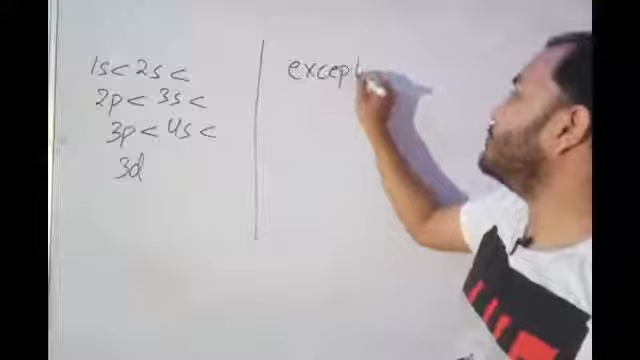 1s < 2s <
2p < 3s <
3p < 4s <
3d
except